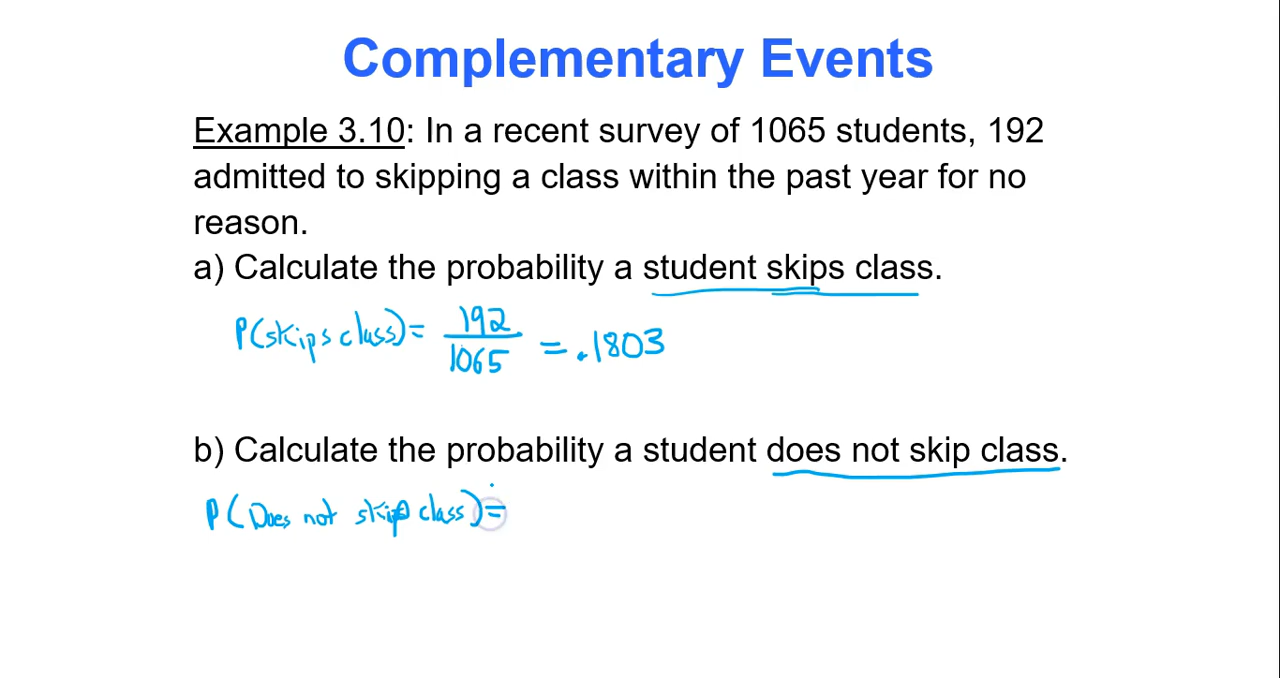 Complementary Events
Example 3.10: In a recent survey of 1065 students, 192
admitted to skipping a class within the past year for no
reason.
a) Calculate the probability a student skips class.
P(skips class) = 192/1065 = .1803
b) Calculate the probability a student does not skip class.
P(Does not skip class) =